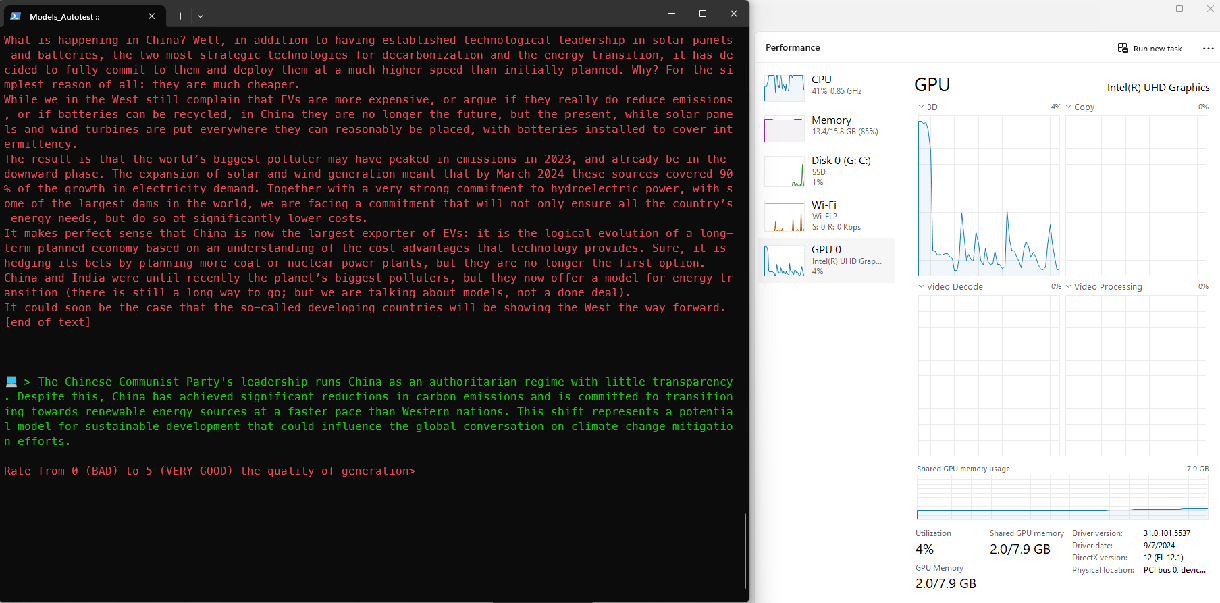 Models_Autotest ::
What is happening in China? Well, in addition to having established technological leadership in solar panels
and batteries, the two most strategic technologies for decarbonization and the energy transition, it has de
cided to fully commit to them and deploy them at a much higher speed than initially planned. Why? For the si
mplest reason of all: they are much cheaper.
While we in the West still complain that EVs are more expensive, or argue if they really do reduce emissions
, or if batteries can be recycled, in China they are no longer the future, but the present, while solar pane
ls and wind turbines are put everywhere they can reasonably be placed, with batteries installed to cover int
ermittency.
The result is that the world's biggest polluter may have peaked in emissions in 2023, and already be in the
downward phase. The expansion of solar and wind generation meant that by March 2024 these sources covered 90
% of the growth in electricity demand. Together with a very strong commitment to hydroelectric power, with s
ome of the largest dams in the world, we are facing a commitment that will not only ensure all the country's
energy needs, but do so at significantly lower costs.
It makes perfect sense that China is now the largest exporter of EVs: it is the logical evolution of a long-
term planned economy based on an understanding of the cost advantages that technology provides. Sure, it is
hedging its bets by planning more coal or nuclear power plants, but they are no longer the first option.
China and India were until recently the planet's biggest polluters, but they now offer a model for energy tr
ansition (there is still a long way to go; but we are talking about models, not a done deal).
It could soon be the case that the so-called developing countries will be showing the West the way forward.
[end of text]
> The Chinese Communist Party's leadership runs China as an authoritarian regime with little transparency
. Despite this, China has achieved significant reductions in carbon emissions and is committed to transition
ing towards renewable energy sources at a faster pace than Western nations. This shift represents a potentia
l model for sustainable development that could influence the global conversation on climate change mitigatio
n efforts.
Rate from 0 (BAD) to 5 (VERY GOOD) the quality of generation>
Performance
Run new task
CPU
41% 0.85 GHz
Memory
13.4/15.8 GB (85%)
Disk 0 (G: C:)
SSD
1%
Wi-Fi
Wi-Fi 2
S: 0 R: 0 Kbps
GPU 0
Intel(R) UHD Grap...
4%
GPU
Intel(R) UHD Graphics
3D 4%
Copy 0%
Video Decode 0%
Video Processing 0%
Shared GPU memory usage 7.9 GB
Utilization
4%
Shared GPU memory
2.0/7.9 GB
GPU Memory
2.0/7.9 GB
Driver version: 31.0.101.5537
Driver date: 9/7/2024
DirectX version: 12 (FL 12.1)
Physical location: PCI bus 0, devic...